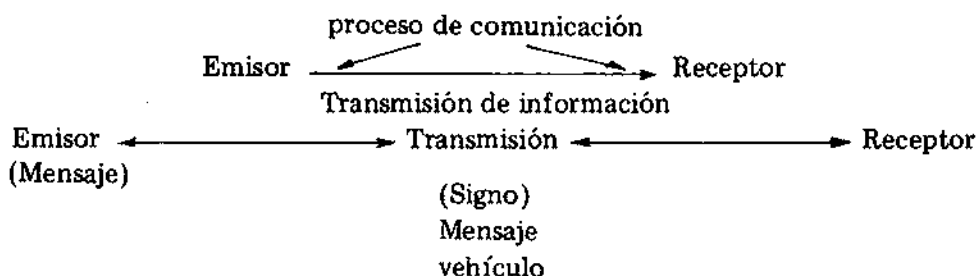 proceso de comunicación
Emisor Receptor
Transmisión de información
Emisor Transmisión Receptor
(Mensaje)
(Signo)
Mensaje
vehículo